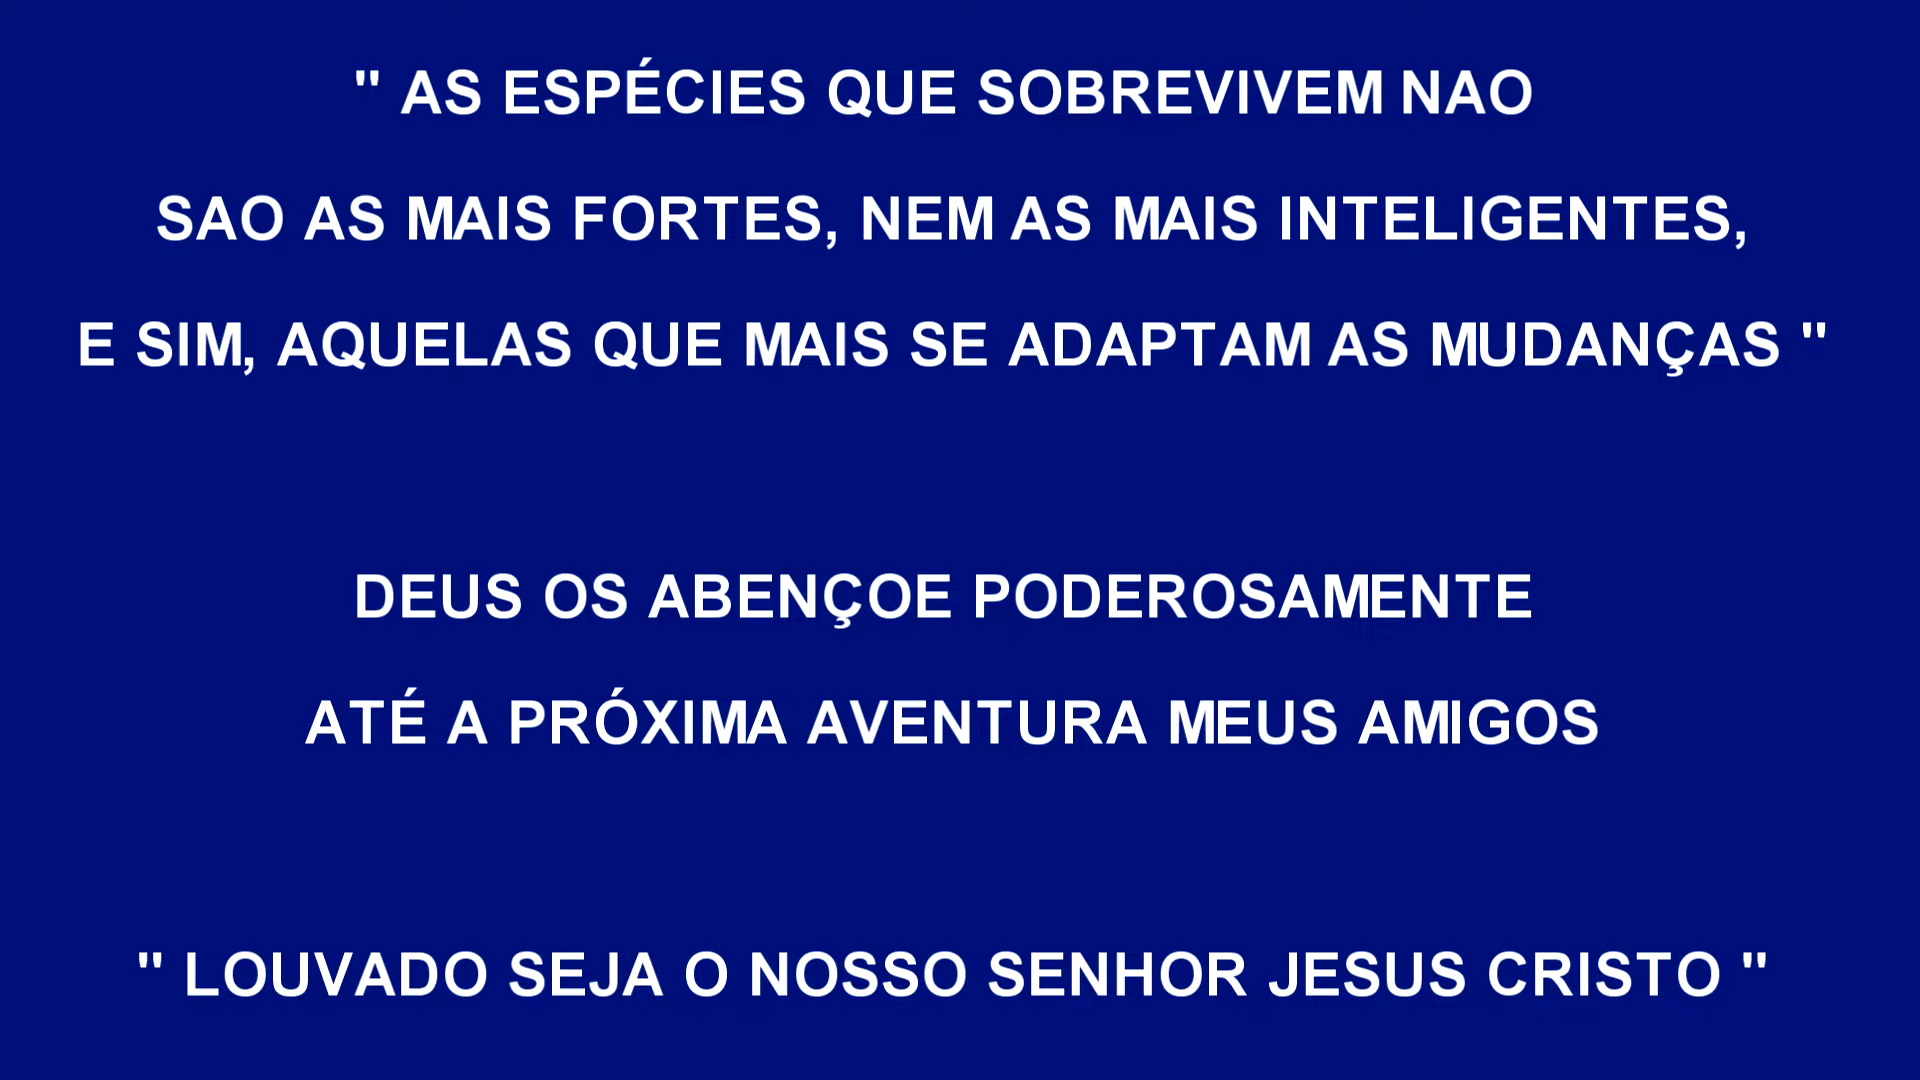 " AS ESPÉCIES QUE SOBREVIVEM NAO
SAO AS MAIS FORTES, NEM AS MAIS INTELIGENTES,
E SIM, AQUELAS QUE MAIS SE ADAPTAM AS MUDANÇAS "
DEUS OS ABENÇOE PODEROSAMENTE
ATÉ A PRÓXIMA AVENTURA MEUS AMIGOS
" LOUVADO SEJA O NOSSO SENHOR JESUS CRISTO "